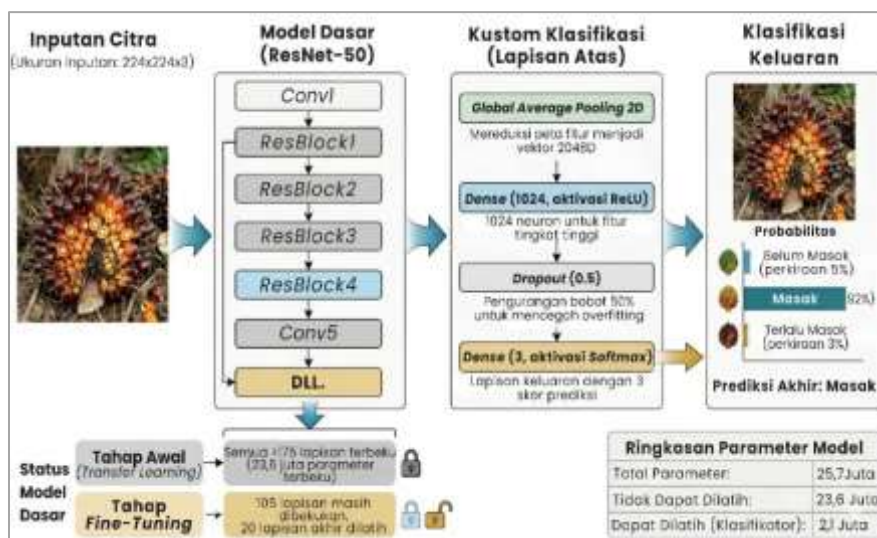 Inputan Citra
(Ukuran Inputan: 224x224x3)
Model Dasar
(ResNet-50)
Conv1
ResBlock1
ResBlock2
ResBlock3
ResBlock4
Conv5
DLL.
Kustom Klasifikasi
(Lapisan Atas)
Global Average Pooling 2D
Mereduksi peta fitur menjadi
vektor 2048D
Dense (1024, aktivasi ReLU)
1024 neuron untuk fitur
tingkat tinggi
Dropout (0.5)
Pengurangan bobot 50%
untuk mencegah overfitting
Dense (3, aktivasi Softmax)
Lapisan keluaran dengan 3
skor prediksi
Klasifikasi
Keluaran
Probabilitas
Belum Masak
(perkiraan 5%)
Masak
92%)
Terlalu Masak
(perkiraan 3%)
Prediksi Akhir: Masak
Status
Model
Dasar
Tahap Awal
(Transfer Learning)
Semua >175 lapisan terbeku
(23,6 juta parameter
terbeku)
Tahap
Fine-Tuning
105 lapisan masih
dibekukan,
20 lapisan akhir dilatih
Ringkasan Parameter Model
Total Parameter: 25,7Juta
Tidak Dapat Dilatih: 23,6 Juta
Dapat Dilatih (Klasifikator): 2,1 Juta